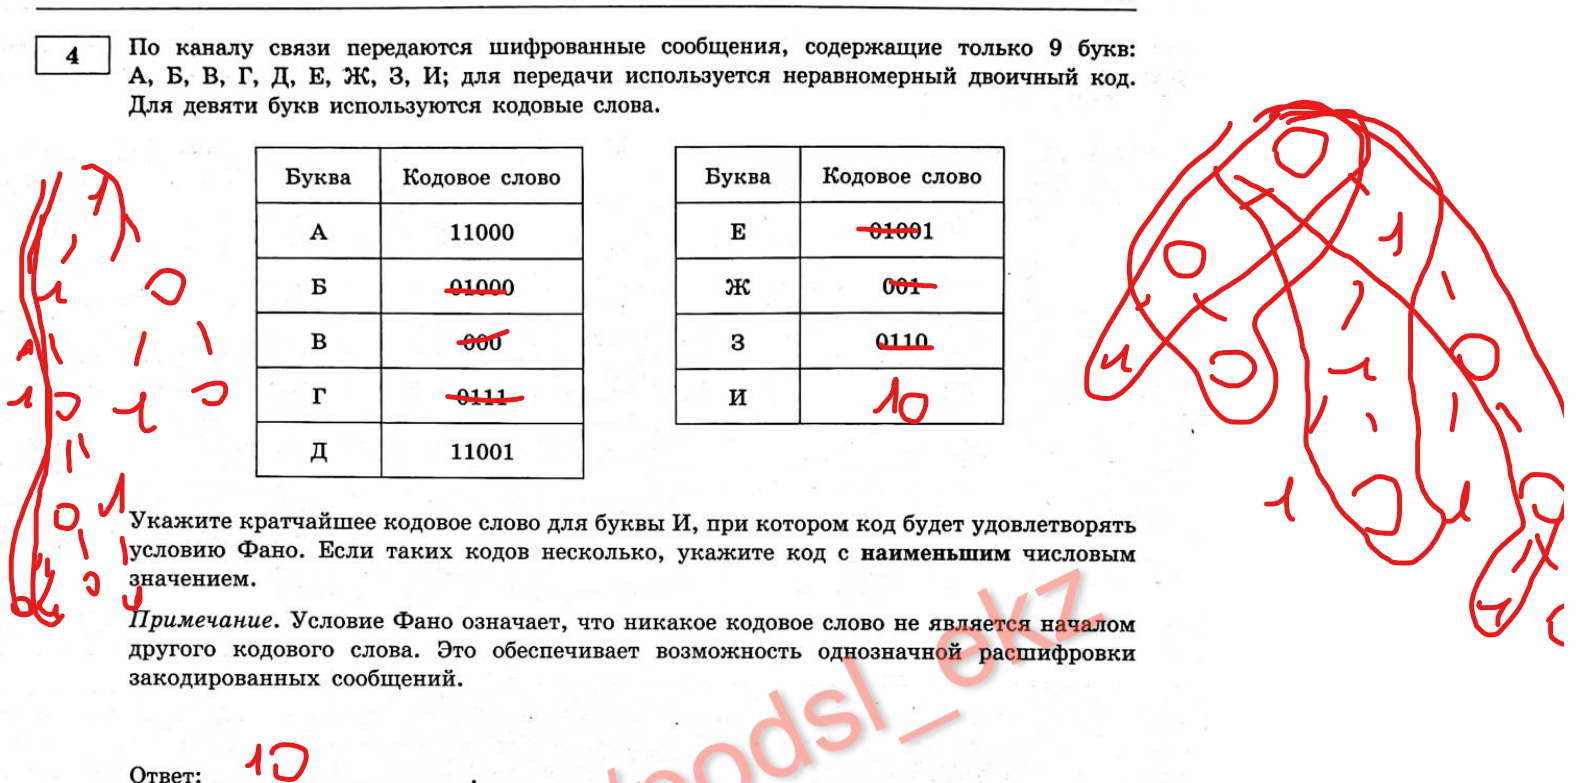 4
По каналу связи передаются шифрованные сообщения, содержащие только 9 букв:
А, Б, В, Г, Д, Е, Ж, З, И; для передачи используется неравномерный двоичный код.
Для девяти букв используются кодовые слова.
Буква Кодовое слово
А 11000
Б 01000
В 000
Г 0111
Д 11001
Буква Кодовое слово
Е 01001
Ж 001
З 0110
И 10
Укажите кратчайшее кодовое слово для буквы И, при котором код будет удовлетворять
условию Фано. Если таких кодов несколько, укажите код с наименьшим числовым
значением.
Примечание. Условие Фано означает, что никакое кодовое слово не является началом
другого кодового слова. Это обеспечивает возможность однозначной расшифровки
закодированных сообщений.
Ответ: 10